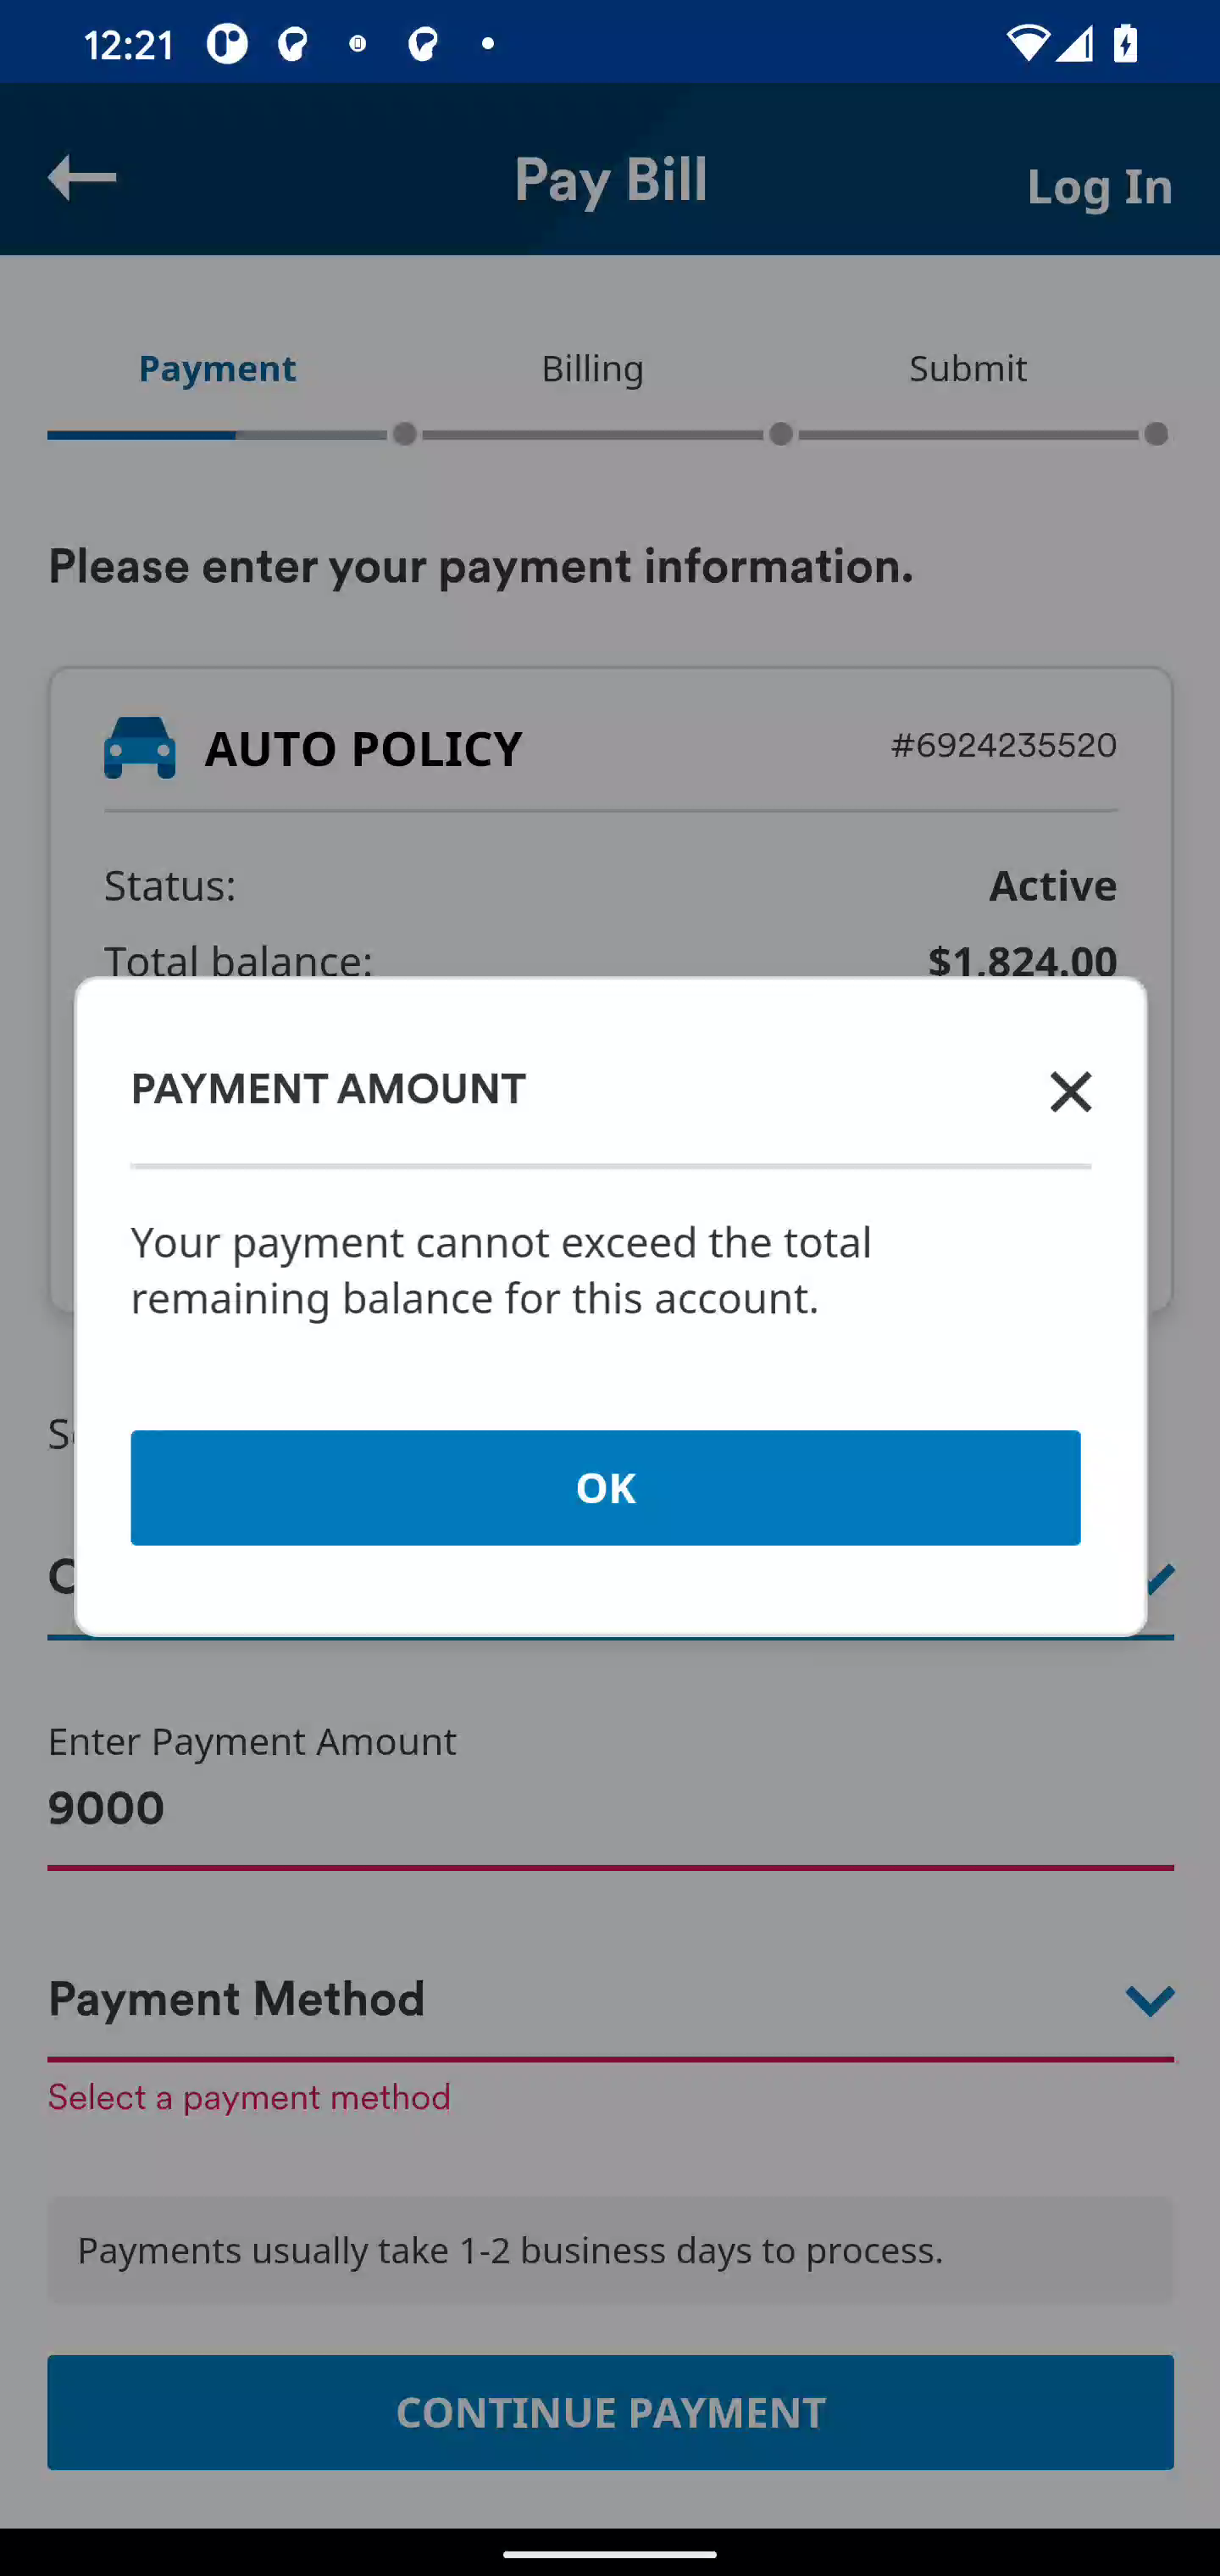 12:21
Pay Bill
Log In
Payment
Billing
Submit
Please enter your payment information.
AUTO POLICY
#6924235520
Status:
Active
Total balance:
$1,824.00
PAYMENT AMOUNT
Your payment cannot exceed the total
remaining balance for this account.
OK
Enter Payment Amount
9000
Payment Method
Select a payment method
Payments usually take 1-2 business days to process.
CONTINUE PAYMENT